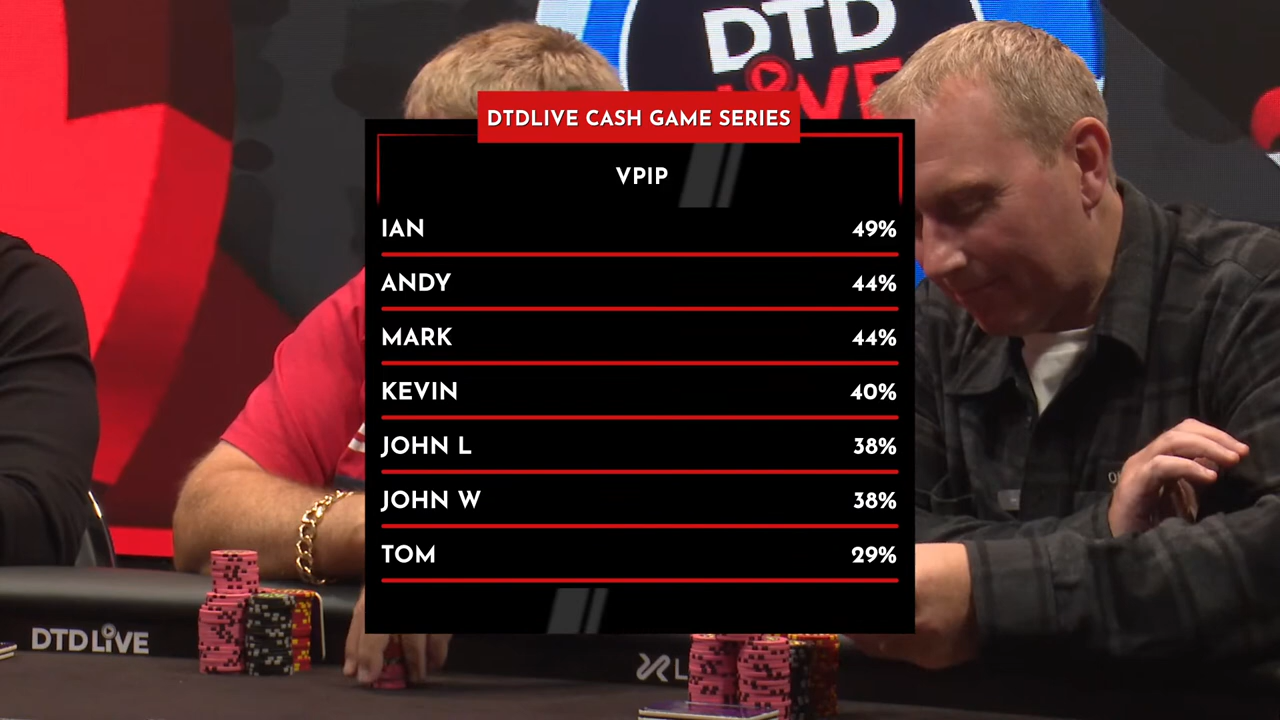 DTD
LIVE
DTDLIVE CASH GAME SERIES
VPIP
IAN 49%
ANDY 44%
MARK 44%
KEVIN 40%
JOHN L 38%
JOHN W 38%
TOM 29%
DTD LIVE